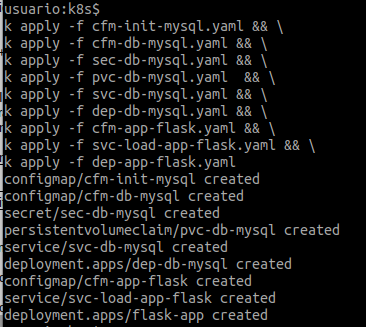 usuario:k8s$
k apply -f cfm-init-mysql.yaml && \
k apply -f cfm-db-mysql.yaml && \
k apply -f sec-db-mysql.yaml && \
k apply -f pvc-db-mysql.yaml  && \
k apply -f svc-db-mysql.yaml && \
k apply -f dep-db-mysql.yaml && \
k apply -f cfm-app-flask.yaml && \
k apply -f svc-load-app-flask.yaml && \
k apply -f dep-app-flask.yaml
configmap/cfm-init-mysql created
configmap/cfm-db-mysql created
secret/sec-db-mysql created
persistentvolumeclaim/pvc-db-mysql created
service/svc-db-mysql created
deployment.apps/dep-db-mysql created
configmap/cfm-app-flask created
service/svc-load-app-flask created
deployment.apps/flask-app created